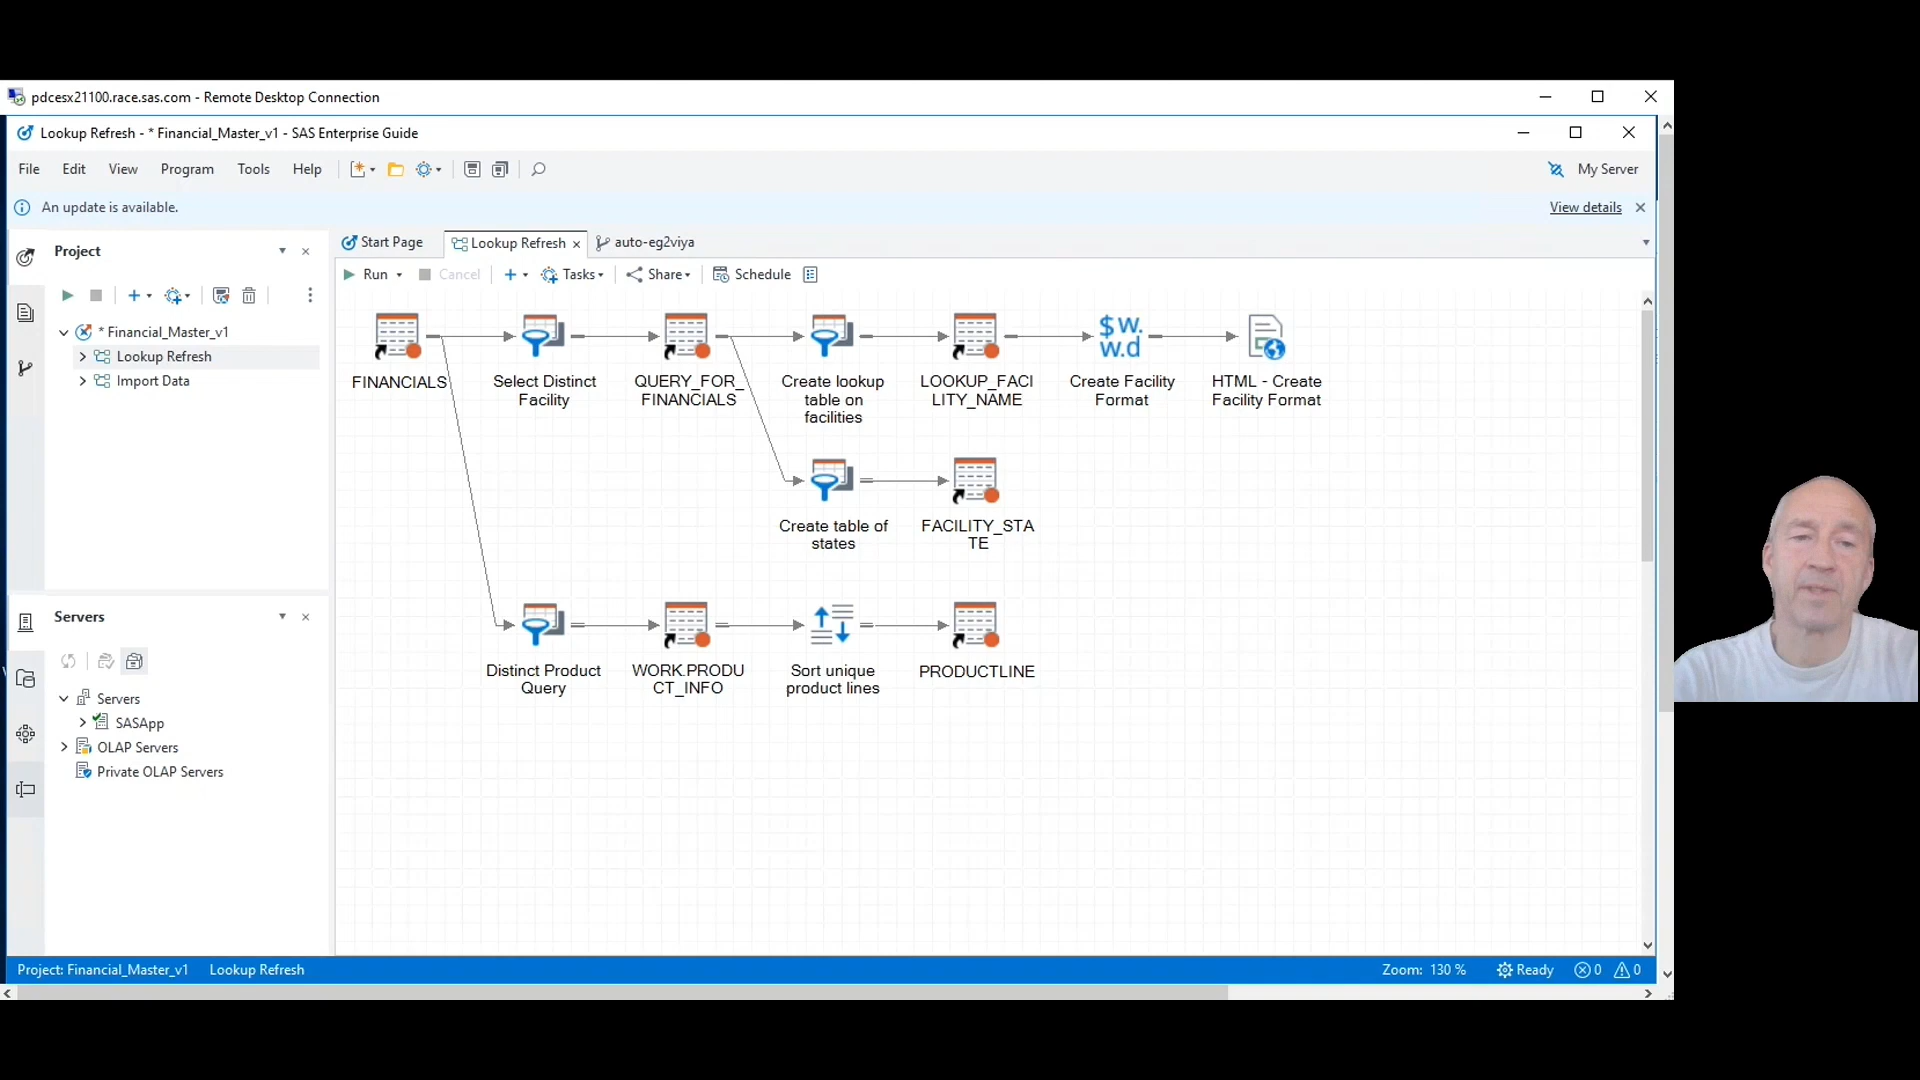 pdcesx21100.race.sas.com - Remote Desktop Connection
Lookup Refresh - * Financial_Master_v1 - SAS Enterprise Guide
File Edit View Program Tools Help My Server
An update is available. View details
Project
Start Page Lookup Refresh auto-eg2viya
Run Cancel Tasks Share Schedule
* Financial_Master_v1
Lookup Refresh
Import Data
$w.
w.d
FINANCIALS
Select Distinct
Facility
QUERY_FOR_
FINANCIALS
Create lookup
table on
facilities
LOOKUP_FACI
LITY_NAME
Create Facility
Format
HTML - Create
Facility Format
Create table of
states
FACILITY_STA
TE
Distinct Product
Query
WORK.PRODU
CT_INFO
Sort unique
product lines
PRODUCTLINE
Servers
Servers
SASApp
OLAP Servers
Private OLAP Servers
Project: Financial_Master_v1 Lookup Refresh Zoom: 130 % Ready 0 0